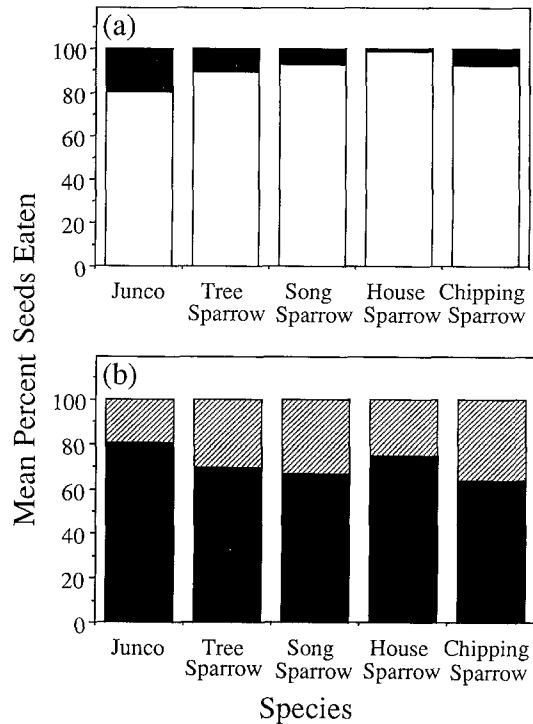 (a)
100
80
60
40
20
0
Junco
Tree
Sparrow
Song
Sparrow
House
Sparrow
Chipping
Sparrow
(b)
100
80
60
40
20
0
Junco
Tree
Sparrow
Song
Sparrow
House
Sparrow
Chipping
Sparrow
Mean Percent Seeds Eaten
Species